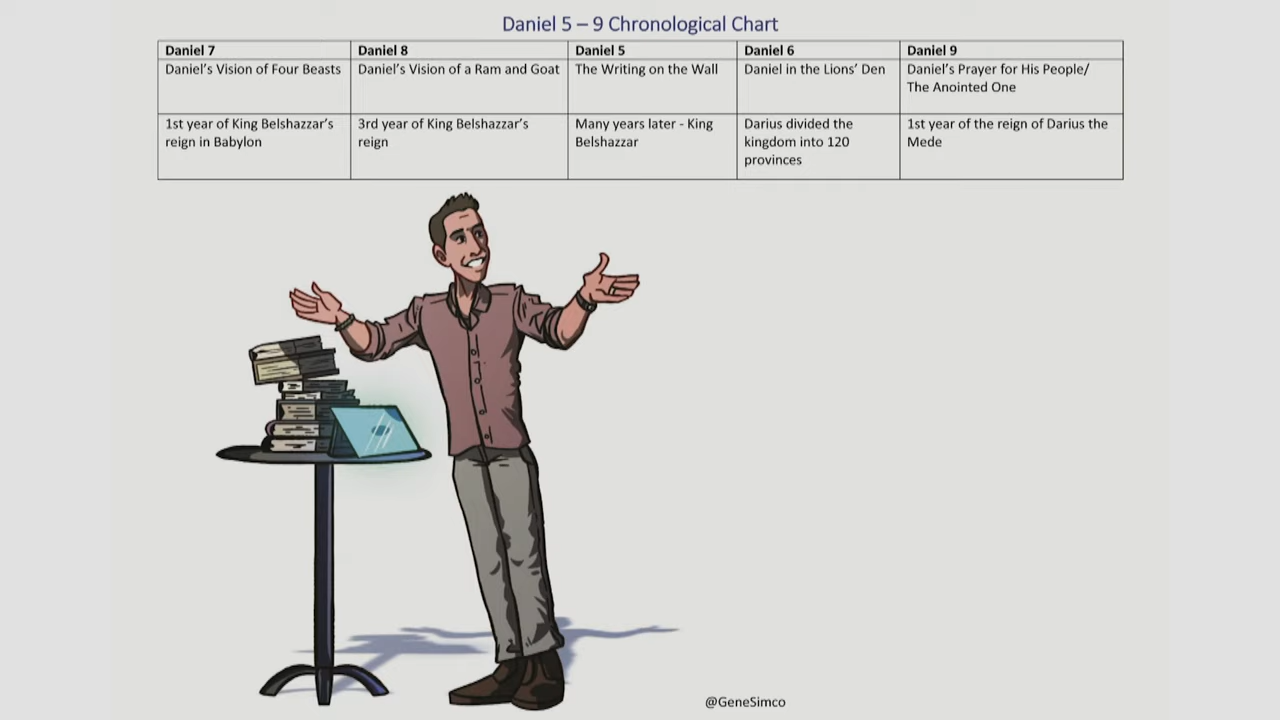 Daniel 5 – 9 Chronological Chart
Daniel 7
Daniel 8
Daniel 5
Daniel 6
Daniel 9
Daniel's Vision of Four Beasts
Daniel's Vision of a Ram and Goat
The Writing on the Wall
Daniel in the Lions' Den
Daniel's Prayer for His People/
The Anointed One
1st year of King Belshazzar's
reign in Babylon
3rd year of King Belshazzar's
reign
Many years later - King
Belshazzar
Darius divided the
kingdom into 120
provinces
1st year of the reign of Darius the
Mede
@GeneSimco